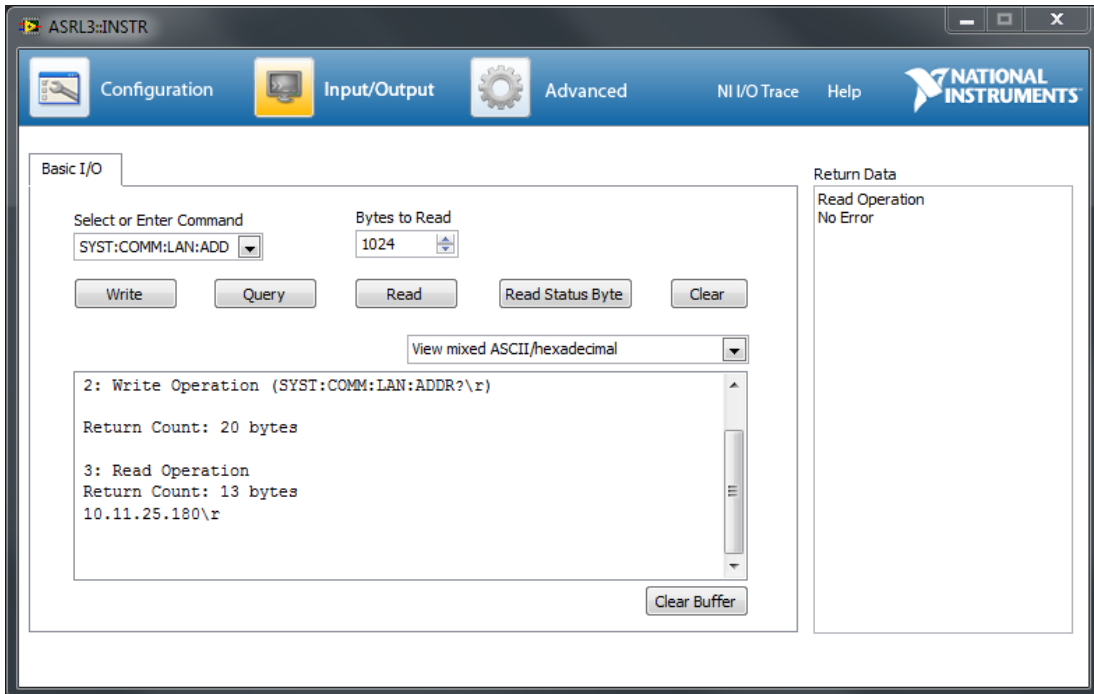 ASRL3::INSTR
Configuration
Input/Output
Advanced
NI I/O Trace
Help
NATIONAL
INSTRUMENTS
Basic I/O
Select or Enter Command
Bytes to Read
SYST:COMM:LAN:ADD
1024
Write
Query
Read
Read Status Byte
Clear
View mixed ASCII/hexadecimal
2: Write Operation (SYST:COMM:LAN:ADDR?\r)
Return Count: 20 bytes
3: Read Operation
Return Count: 13 bytes
10.11.25.180\r
Clear Buffer
Return Data
Read Operation
No Error